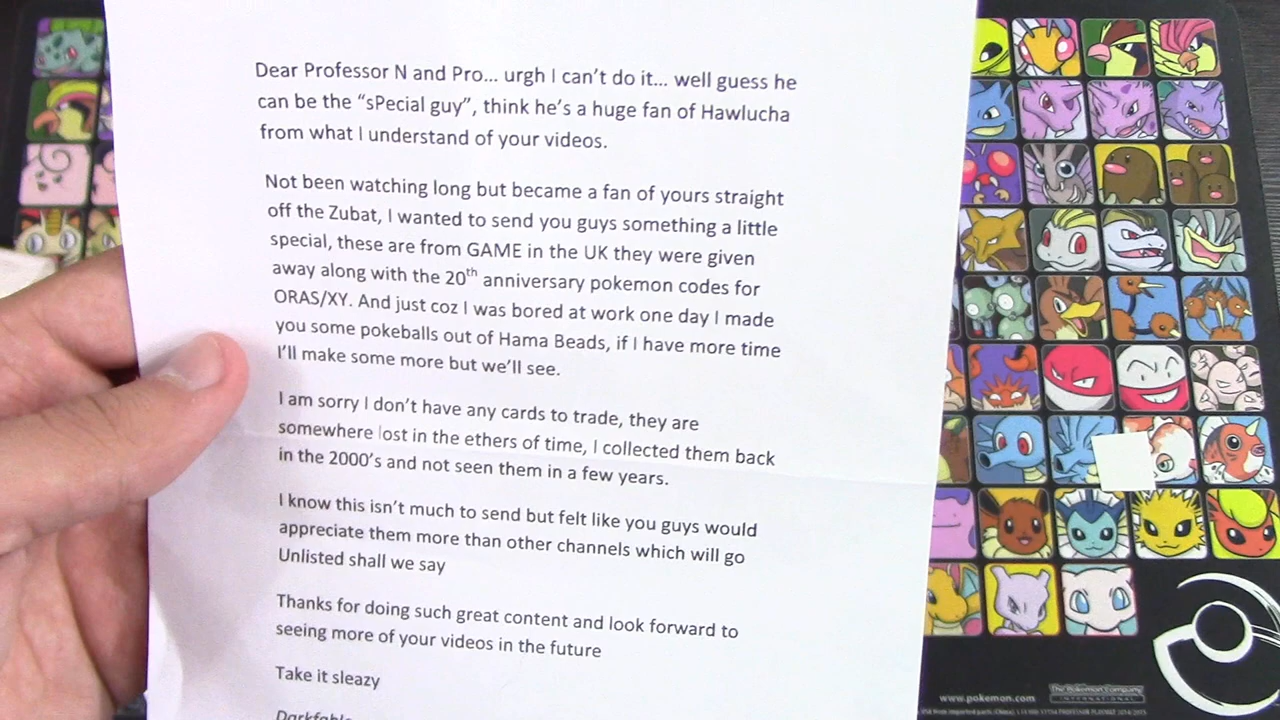 Dear Professor N and Pro... urgh I can't do it... well guess he
can be the "sPecial guy", think he's a huge fan of Hawlucha
from what I understand of your videos.
Not been watching long but became a fan of yours straight
off the Zubat, I wanted to send you guys something a little
special, these are from GAME in the UK they were given
away along with the 20th anniversary pokemon codes for
ORAS/XY. And just coz I was bored at work one day I made
you some pokeballs out of Hama Beads, if I have more time
I'll make some more but we'll see.
I am sorry I don't have any cards to trade, they are
somewhere lost in the ethers of time, I collected them back
in the 2000's and not seen them in a few years.
I know this isn't much to send but felt like you guys would
appreciate them more than other channels which will go
Unlisted shall we say
Thanks for doing such great content and look forward to
seeing more of your videos in the future
Take it sleazy
www.pokemon.com
The Pokémon Company
INTERNATIONAL